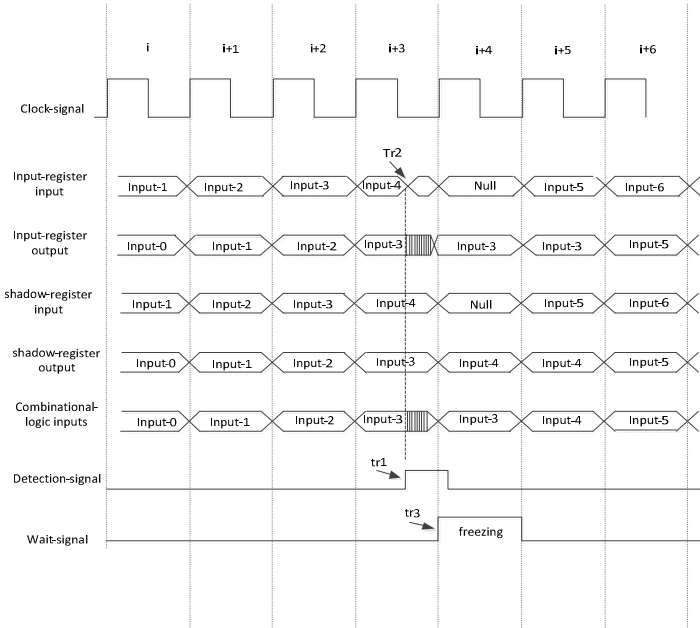 i i+1 i+2 i+3 i+4 i+5 i+6
Clock-signal
Tr2
Input-register
input
Input-1 Input-2 Input-3 Input-4 Null Input-5 Input-6
Input-register
output
Input-0 Input-1 Input-2 Input-3 Input-3 Input-3 Input-5
shadow-register
input
Input-1 Input-2 Input-3 Input-4 Null Input-5 Input-6
shadow-register
output
Input-0 Input-1 Input-2 Input-3 Input-4 Input-4 Input-5
Combinational-
logic inputs
Input-0 Input-1 Input-2 Input-3 Input-3 Input-4 Input-5
tr1
Detection-signal
tr3
freezing
Wait-signal